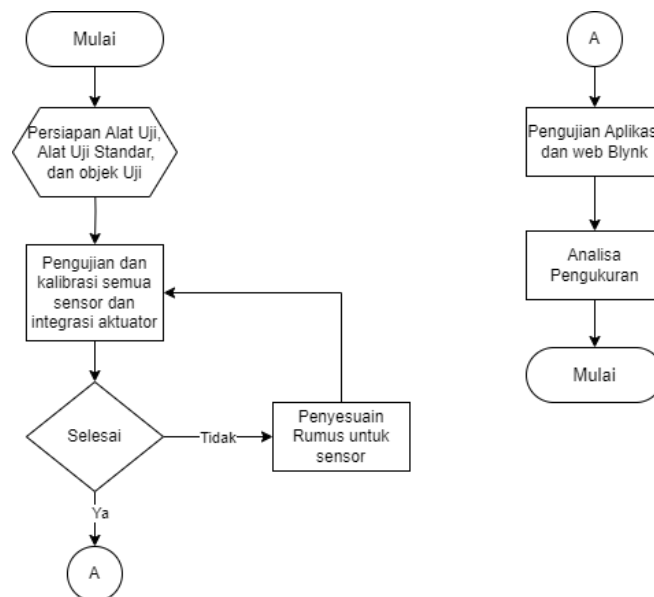 Mulai
Persiapan Alat Uji,
Alat Uji Standar,
dan objek Uji
Pengujian dan
kalibrasi semua
sensor dan
integrasi aktuator
Selesai
Tidak
Penyesuain
Rumus untuk
sensor
Ya
A
A
Pengujian Aplikasi
dan web Blynk
Analisa
Pengukuran
Mulai